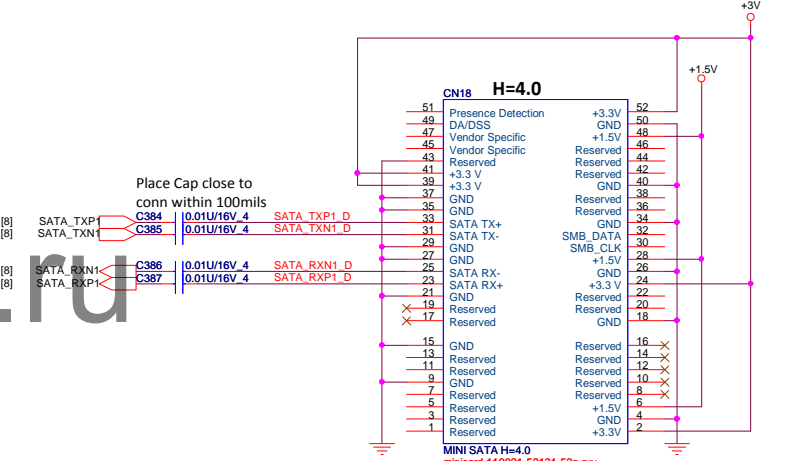 +3V
+1.5V
CN18
H=4.0
51 Presence Detection +3.3V 52
49 DA/DSS GND 50
47 Vendor Specific +1.5V 48
45 Vendor Specific Reserved 46
43 Reserved Reserved 44
41 +3.3 V Reserved 42
39 +3.3 V GND 40
37 GND Reserved 38
35 GND Reserved 36
33 SATA TX+ GND 34
31 SATA TX- SMB_DATA 32
29 GND SMB_CLK 30
27 GND +1.5V 28
25 SATA RX- GND 26
23 SATA RX+ +3.3 V 24
21 GND Reserved 22
19 Reserved Reserved 20
17 Reserved GND 18
15 GND Reserved 16
13 Reserved Reserved 14
11 Reserved Reserved 12
9 GND Reserved 10
7 Reserved Reserved 8
5 Reserved +1.5V 6
3 Reserved GND 4
1 Reserved +3.3V 2
MINI SATA H=4.0
Place Cap close to
conn within 100mils
[8] SATA_TXP1 C384 0.01U/16V_4 SATA_TXP1_D
[8] SATA_TXN1 C385 0.01U/16V_4 SATA_TXN1_D
[8] SATA_RXN1 C386 0.01U/16V_4 SATA_RXN1_D
[8] SATA_RXP1 C387 0.01U/16V_4 SATA_RXP1_D
.ru